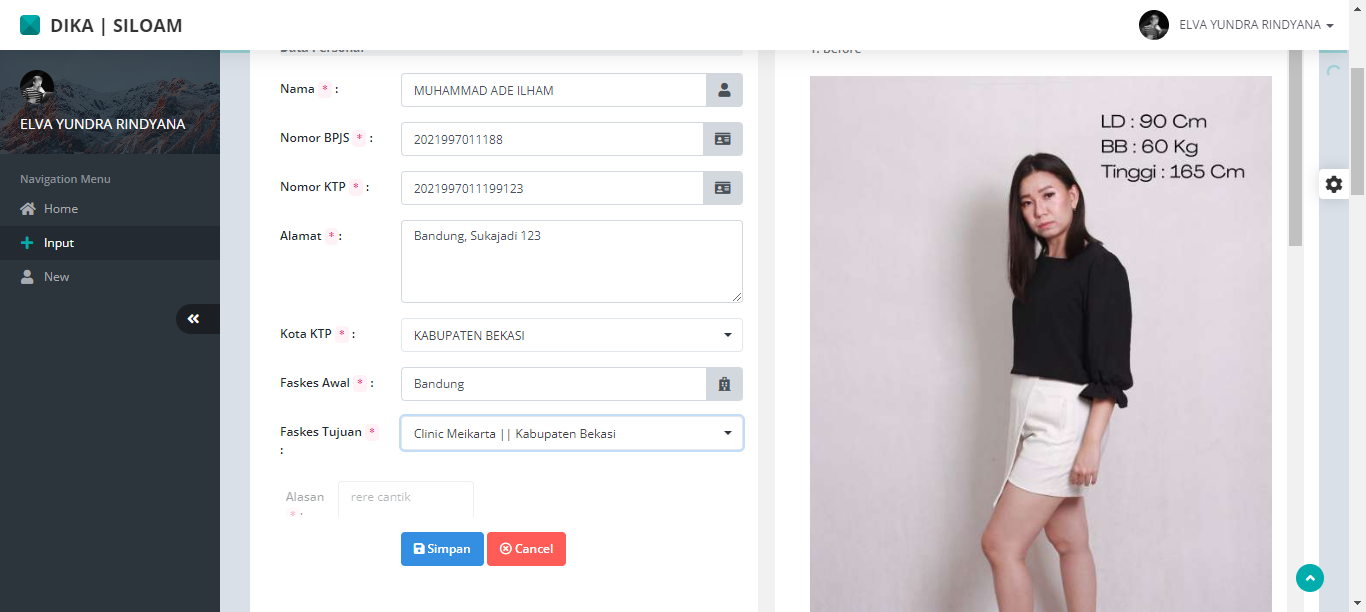 DIKA | SILOAM
ELVA YUNDRA RINDYANA
ELVA YUNDRA RINDYANA
Navigation Menu
Home
Input
New
Data Personal
Nama * :
MUHAMMAD ADE ILHAM
Nomor BPJS * :
2021997011188
Nomor KTP * :
2021997011199123
Alamat * :
Bandung, Sukajadi 123
Kota KTP * :
KABUPATEN BEKASI
Faskes Awal * :
Bandung
Faskes Tujuan *
:
Clinic Meikarta || Kabupaten Bekasi
Alasan
* :
rere cantik
Simpan
Cancel
1. Before
LD : 90 Cm
BB : 60 Kg
Tinggi : 165 Cm